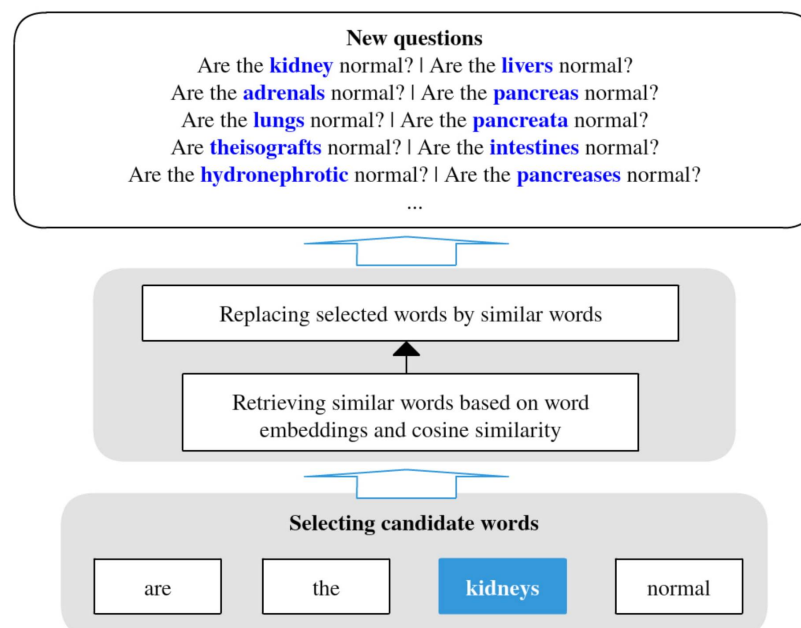 New questions
Are the kidney normal? | Are the livers normal?
Are the adrenals normal? | Are the pancreas normal?
Are the lungs normal? | Are the pancreata normal?
Are theisografts normal? | Are the intestines normal?
Are the hydronephrotic normal? | Are the pancreases normal?
...
Replacing selected words by similar words
Retrieving similar words based on word
embeddings and cosine similarity
Selecting candidate words
are the kidneys normal